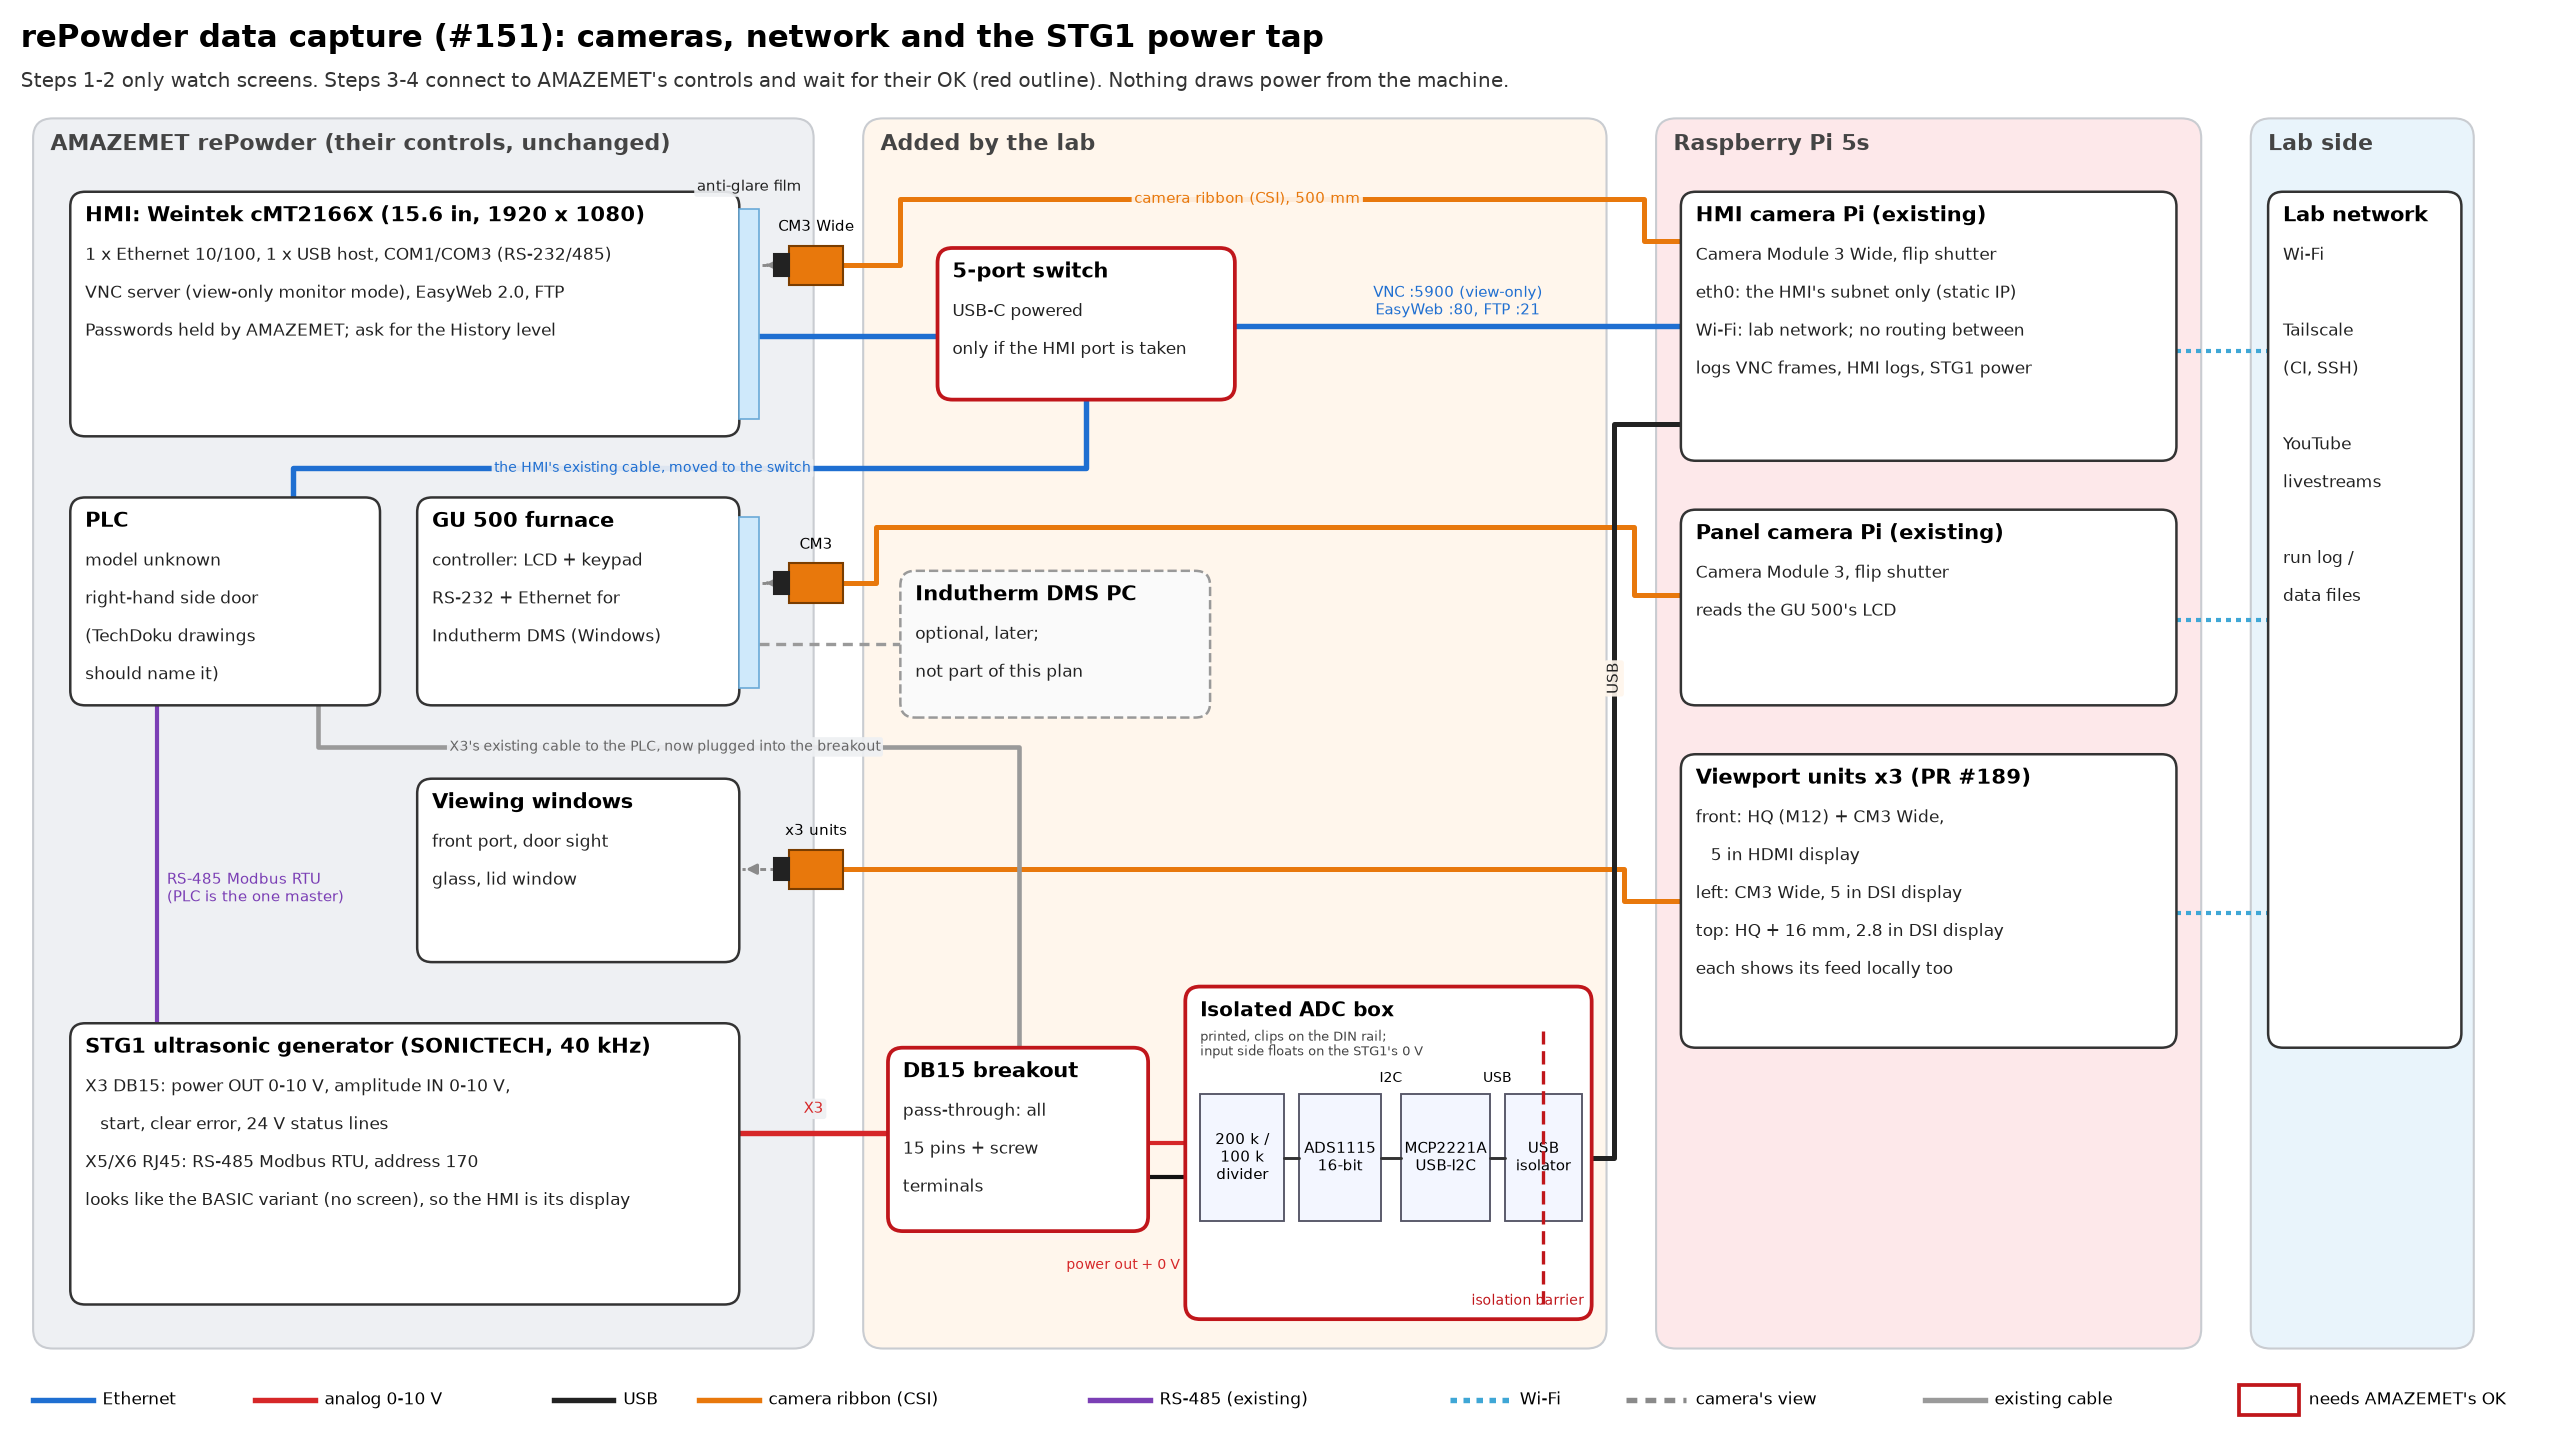 rePowder data capture (#151): cameras, network and the STG1 power tap
Steps 1-2 only watch screens. Steps 3-4 connect to AMAZEMET's controls and wait for their OK (red outline). Nothing draws power from the machine.
AMAZEMET rePowder (their controls, unchanged)
anti-glare film
HMI: Weintek cMT2166X (15.6 in, 1920 x 1080)
1 x Ethernet 10/100, 1 x USB host, COM1/COM3 (RS-232/485)
VNC server (view-only monitor mode), EasyWeb 2.0, FTP
Passwords held by AMAZEMET; ask for the History level
CM3 Wide
the HMI's existing cable, moved to the switch
PLC
model unknown
right-hand side door
(TechDoku drawings
should name it)
GU 500 furnace
controller: LCD + keypad
RS-232 + Ethernet for
Indutherm DMS (Windows)
CM3
X3's existing cable to the PLC, now plugged into the breakout
Viewing windows
front port, door sight
glass, lid window
x3 units
RS-485 Modbus RTU
(PLC is the one master)
STG1 ultrasonic generator (SONICTECH, 40 kHz)
X3 DB15: power OUT 0-10 V, amplitude IN 0-10 V,
start, clear error, 24 V status lines
X5/X6 RJ45: RS-485 Modbus RTU, address 170
looks like the BASIC variant (no screen), so the HMI is its display
X3
Added by the lab
camera ribbon (CSI), 500 mm
5-port switch
USB-C powered
only if the HMI port is taken
VNC :5900 (view-only)
EasyWeb :80, FTP :21
Indutherm DMS PC
optional, later;
not part of this plan
USB
DB15 breakout
pass-through: all
15 pins + screw
terminals
power out + 0 V
Isolated ADC box
printed, clips on the DIN rail;
input side floats on the STG1's 0 V
I2C
USB
200 k /
100 k
divider
ADS1115
16-bit
MCP2221A
USB-I2C
USB
isolator
isolation barrier
Raspberry Pi 5s
HMI camera Pi (existing)
Camera Module 3 Wide, flip shutter
eth0: the HMI's subnet only (static IP)
Wi-Fi: lab network; no routing between
logs VNC frames, HMI logs, STG1 power
Panel camera Pi (existing)
Camera Module 3, flip shutter
reads the GU 500's LCD
Viewport units x3 (PR #189)
front: HQ (M12) + CM3 Wide,
5 in HDMI display
left: CM3 Wide, 5 in DSI display
top: HQ + 16 mm, 2.8 in DSI display
each shows its feed locally too
Lab side
Lab network
Wi-Fi
Tailscale
(CI, SSH)
YouTube
livestreams
run log /
data files
Ethernet
analog 0-10 V
USB
camera ribbon (CSI)
RS-485 (existing)
Wi-Fi
camera's view
existing cable
needs AMAZEMET's OK